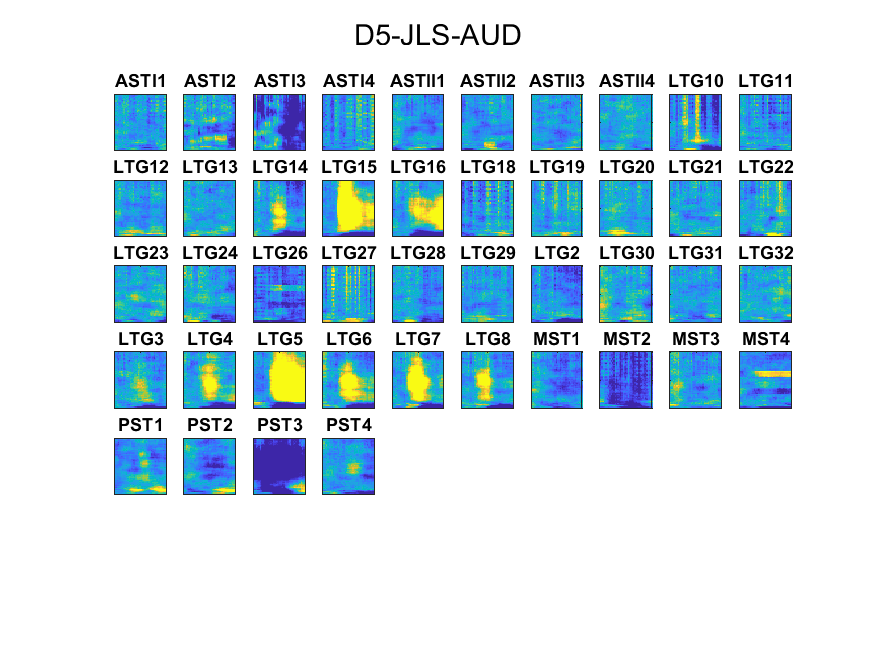 D5-JLS-AUD
ASTI1 ASTI2 ASTI3 ASTI4 ASTII1 ASTII2 ASTII3 ASTII4 LTG10 LTG11
LTG12 LTG13 LTG14 LTG15 LTG16 LTG18 LTG19 LTG20 LTG21 LTG22
LTG23 LTG24 LTG26 LTG27 LTG28 LTG29 LTG2 LTG30 LTG31 LTG32
LTG3 LTG4 LTG5 LTG6 LTG7 LTG8 MST1 MST2 MST3 MST4
PST1 PST2 PST3 PST4